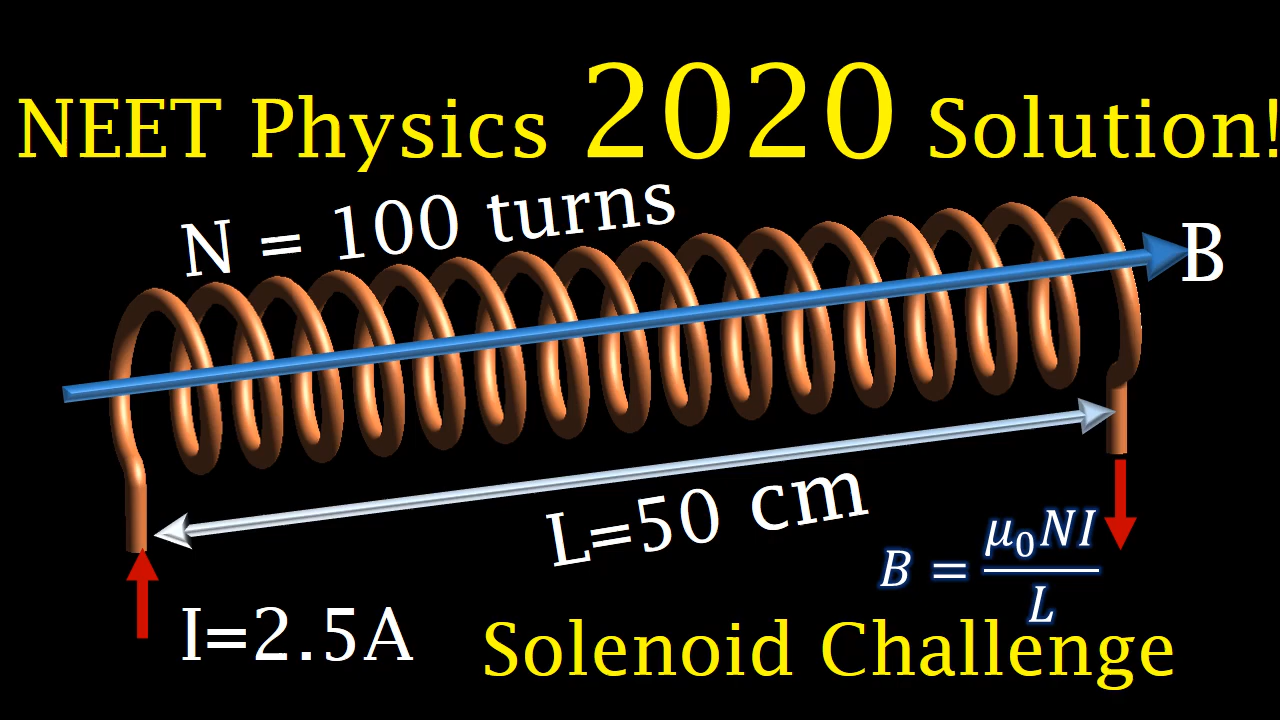 NEET Physics 2020 Solution!
N = 100 turns
B
L=50 cm
B = μ₀NI / L
I=2.5A
Solenoid Challenge